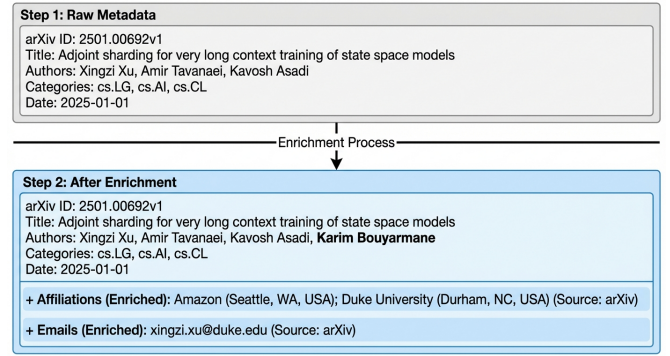 Step 1: Raw Metadata
arXiv ID: 2501.00692v1
Title: Adjoint sharding for very long context training of state space models
Authors: Xingzi Xu, Amir Tavanaei, Kavosh Asadi
Categories: cs.LG, cs.AI, cs.CL
Date: 2025-01-01
Enrichment Process
Step 2: After Enrichment
arXiv ID: 2501.00692v1
Title: Adjoint sharding for very long context training of state space models
Authors: Xingzi Xu, Amir Tavanaei, Kavosh Asadi, Karim Bouyarmane
Categories: cs.LG, cs.AI, cs.CL
Date: 2025-01-01
+ Affiliations (Enriched): Amazon (Seattle, WA, USA); Duke University (Durham, NC, USA) (Source: arXiv)
+ Emails (Enriched): xingzi.xu@duke.edu (Source: arXiv)